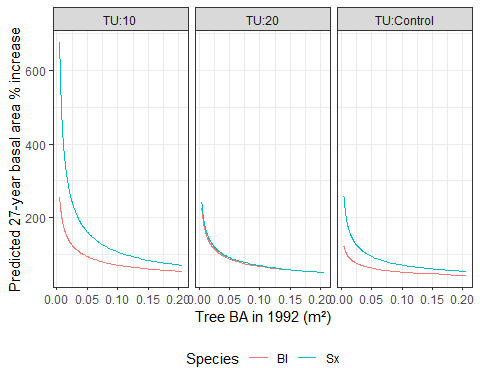 TU:10 TU:20 TU:Control
Predicted 27-year basal area % increase
600
400
200
0.00 0.05 0.10 0.15 0.20 0.00 0.05 0.10 0.15 0.20 0.00 0.05 0.10 0.15 0.20
Tree BA in 1992 (m²)
Species Bl Sx